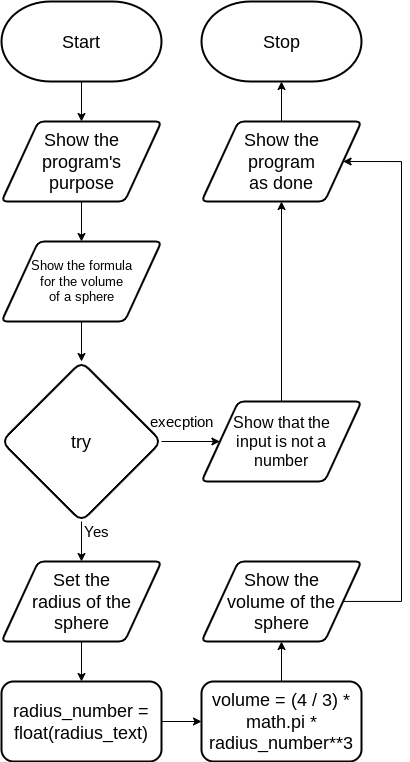 Start
Show the
program's
purpose
Show the formula
for the volume
of a sphere
try
execption
Yes
Set the
radius of the
sphere
radius_number =
float(radius_text)
volume = (4 / 3) *
math.pi *
radius_number**3
Show the
volume of the
sphere
Show that the
input is not a
number
Show the
program
as done
Stop